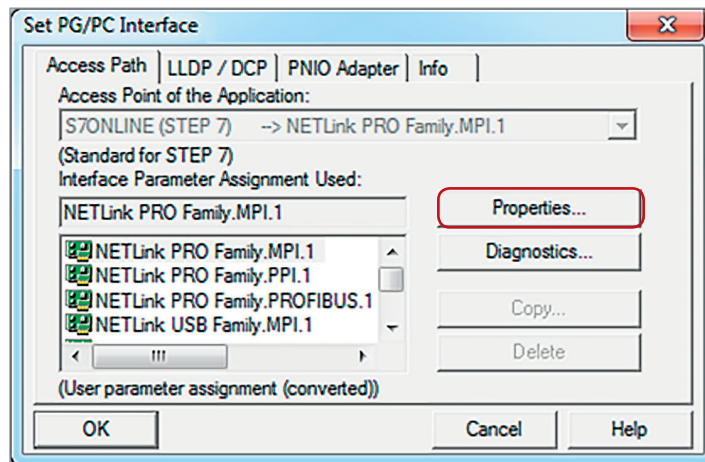 Set PG/PC Interface
Access Path LLDP / DCP PNIO Adapter Info
Access Point of the Application:
S7ONLINE (STEP 7) --> NETLink PRO Family.MPI.1
(Standard for STEP 7)
Interface Parameter Assignment Used:
NETLink PRO Family.MPI.1
Properties...
NETLink PRO Family.MPI.1
NETLink PRO Family.PPI.1
NETLink PRO Family.PROFIBUS.1
NETLink USB Family.MPI.1
Diagnostics...
Copy...
Delete
(User parameter assignment (converted))
OK Cancel Help